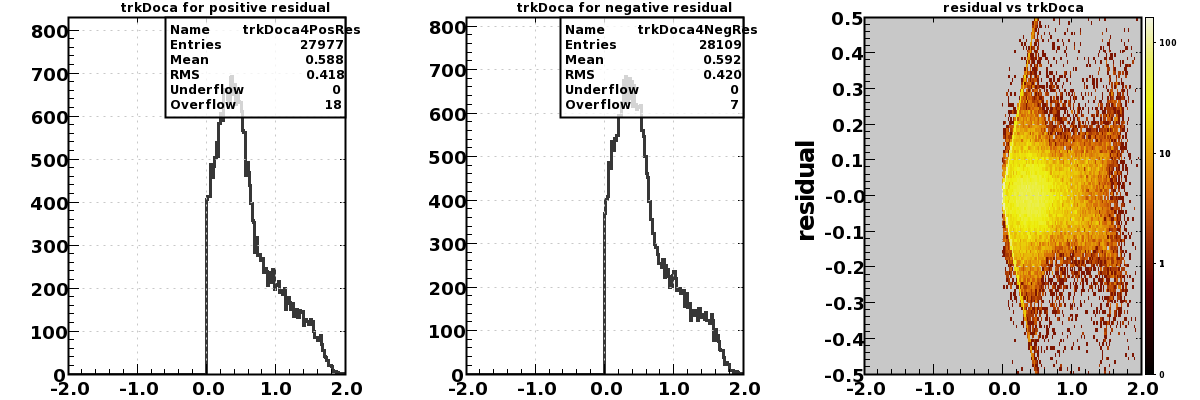 trkDoca for positive residual
Name trkDoca4PosRes
Entries 27977
Mean 0.588
RMS 0.418
Underflow 0
Overflow 18
800
700
600
500
400
300
200
100
0
-2.0 -1.0 0.0 1.0 2.0
trkDoca for negative residual
Name trkDoca4NegRes
Entries 28109
Mean 0.592
RMS 0.420
Underflow 0
Overflow 7
800
700
600
500
400
300
200
100
0
-2.0 -1.0 0.0 1.0 2.0
residual vs trkDoca
residual
0.5
0.4
0.3
0.2
0.1
-0.0
-0.1
-0.2
-0.3
-0.4
-0.5
-2.0 -1.0 0.0 1.0 2.0
100
10
1
0